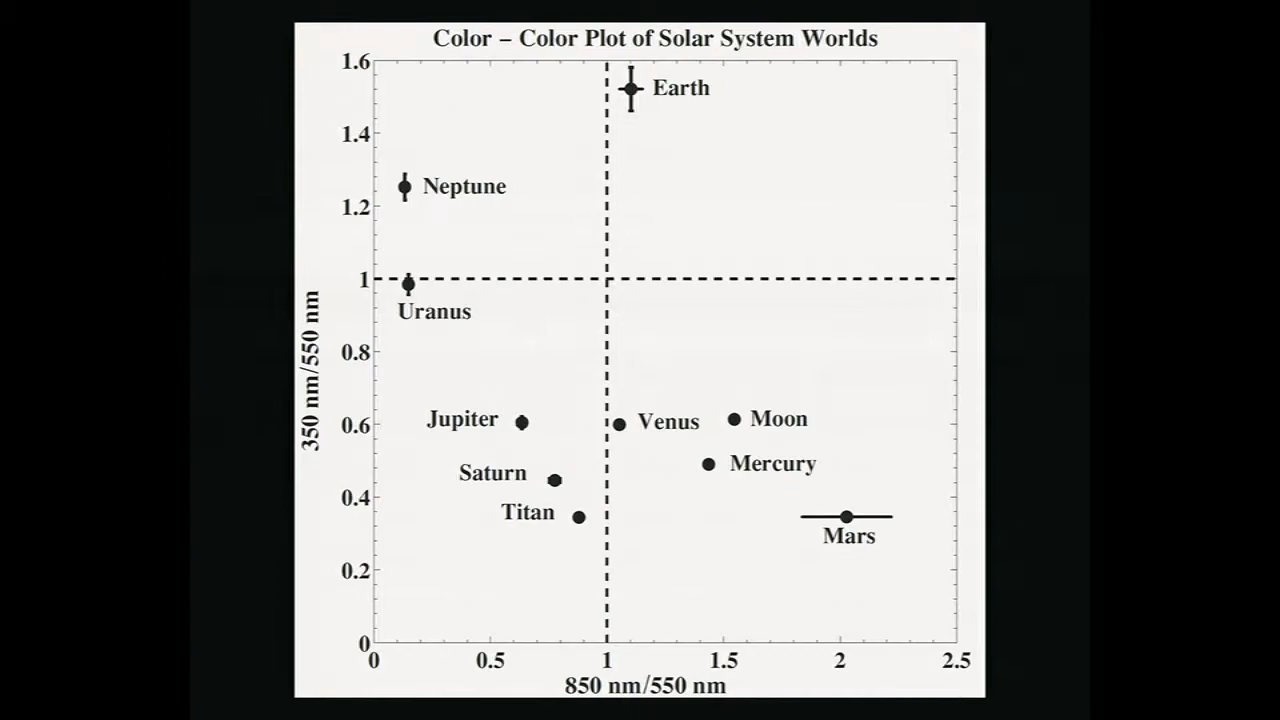 Color – Color Plot of Solar System Worlds
1.6
Earth
1.4
Neptune
1.2
1
Uranus
350 nm/550 nm
0.8
0.6
Jupiter
Venus
Moon
Saturn
Mercury
0.4
Titan
Mars
0.2
0
0 0.5 1 1.5 2 2.5
850 nm/550 nm